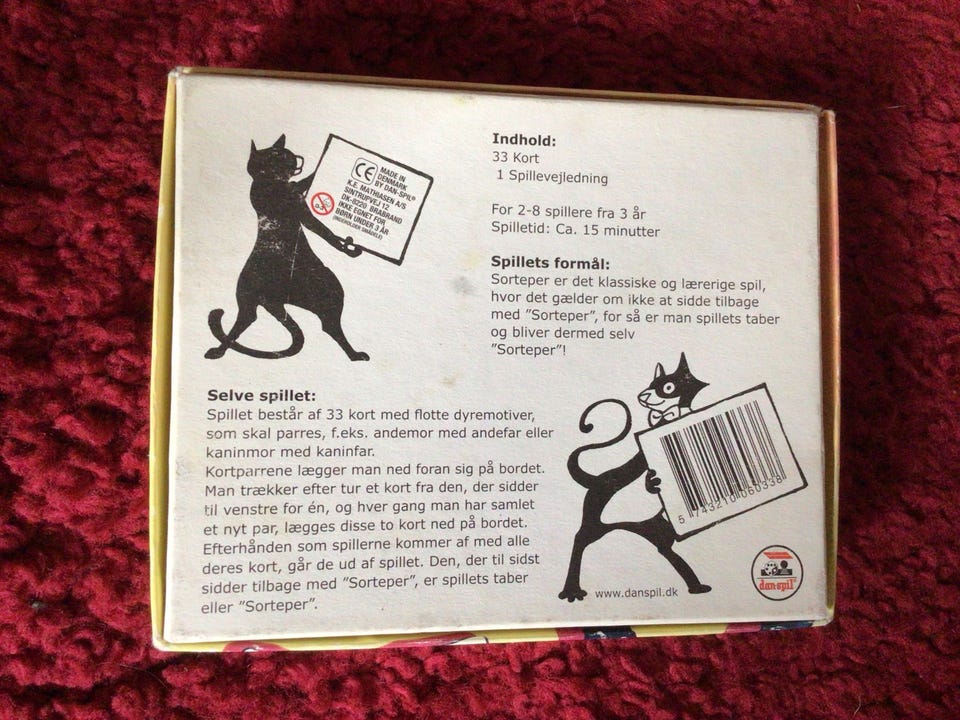 CE
MADE IN
DENMARK
BY DAN-SPIL®
K.E. MATHIASEN A/S
SINTRUPVEJ 12
DK-8220 BRABRAND
IKKE EGNET FOR
BØRN UNDER 3 ÅR
(INDEHOLDER SMÅDELE)
Indhold:
33 Kort
1 Spillevejledning
For 2-8 spillere fra 3 år
Spilletid: Ca. 15 minutter
Spillets formål:
Sorteper er det klassiske og lærerige spil,
hvor det gælder om ikke at sidde tilbage
med ”Sorteper”, for så er man spillets taber
og bliver dermed selv
”Sorteper”!
Selve spillet:
Spillet består af 33 kort med flotte dyremotiver,
som skal parres, f.eks. andemor med andefar eller
kaninmor med kaninfar.
Kortparrene lægger man ned foran sig på bordet.
Man trækker efter tur et kort fra den, der sidder
til venstre for én, og hver gang man har samlet
et nyt par, lægges disse to kort ned på bordet.
Efterhånden som spillerne kommer af med alle
deres kort, går de ud af spillet. Den, der til sidst
sidder tilbage med ”Sorteper”, er spillets taber
eller ”Sorteper”.
5 743210 060338
www.danspil.dk
dan-spil®